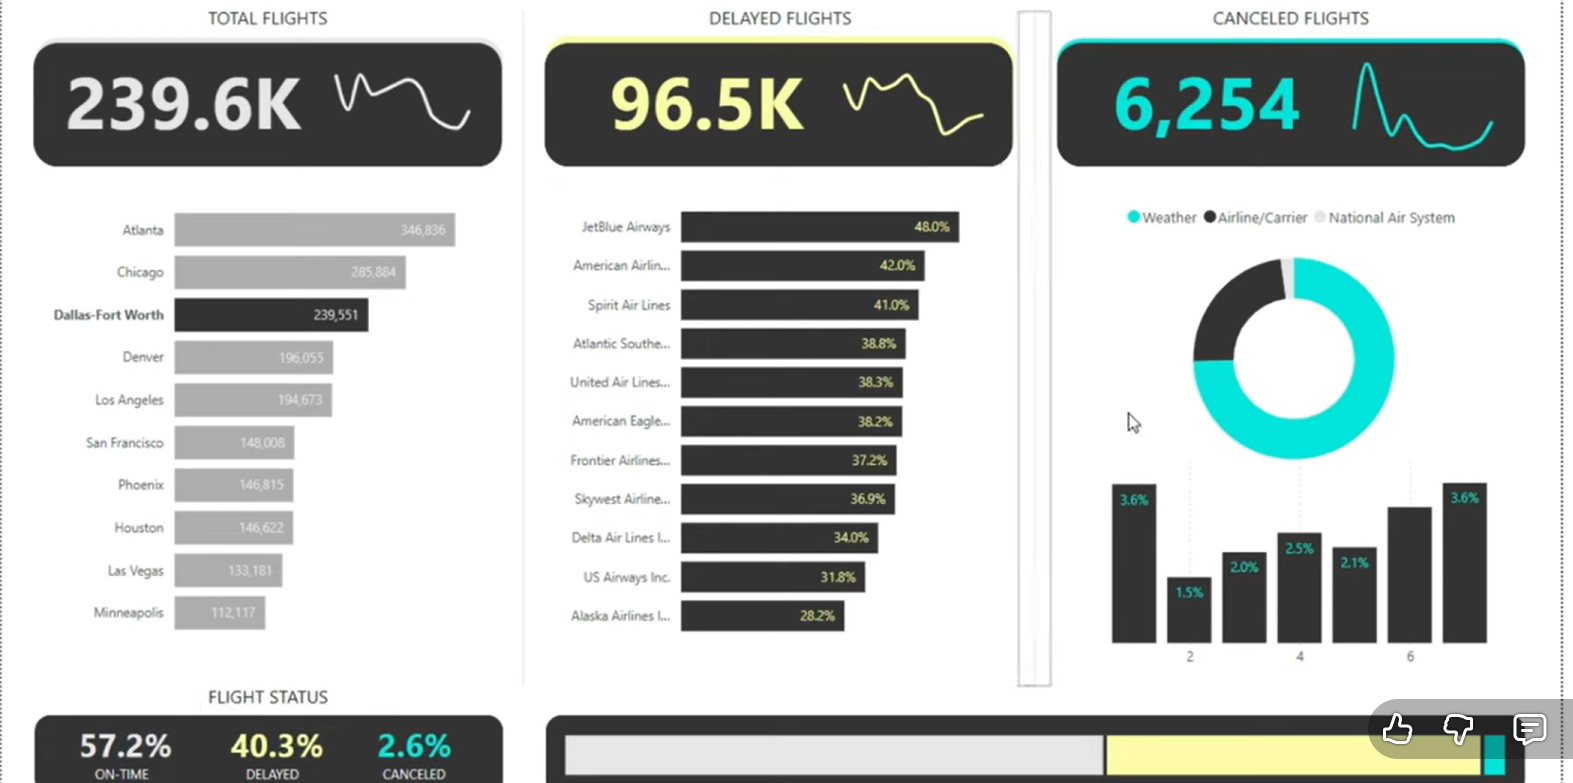 TOTAL FLIGHTS
239.6K
Atlanta 346,836
Chicago 285,884
Dallas-Fort Worth 239,551
Denver 196,055
Los Angeles 194,673
San Francisco 148,008
Phoenix 146,815
Houston 146,622
Las Vegas 133,181
Minneapolis 112,117
DELAYED FLIGHTS
96.5K
JetBlue Airways 48.0%
American Airlin... 42.0%
Spirit Air Lines 41.0%
Atlantic Southe... 38.8%
United Air Lines... 38.3%
American Eagle... 38.2%
Frontier Airlines... 37.2%
Skywest Airline... 36.9%
Delta Air Lines I... 34.0%
US Airways Inc. 31.8%
Alaska Airlines I... 28.2%
CANCELED FLIGHTS
6,254
Weather Airline/Carrier National Air System
3.6% 1.5% 2.0% 2.5% 2.1% 3.6%
2 4 6
FLIGHT STATUS
57.2% 40.3% 2.6%
ON-TIME DELAYED CANCELED